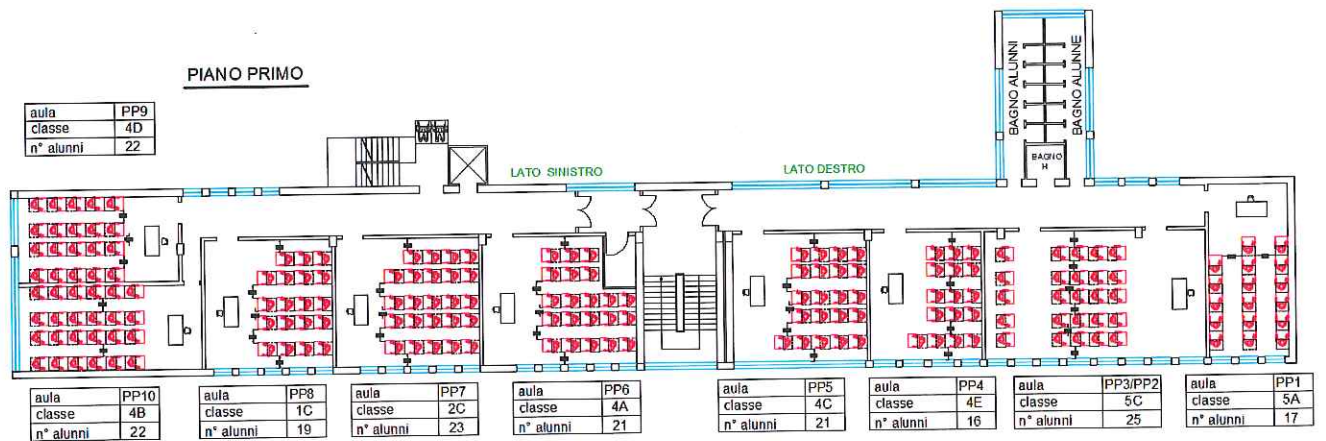 PIANO PRIMO
aula PP9
classe 4D
n° alunni 22
LATO SINISTRO
LATO DESTRO
BAGNO ALUNNI
BAGNO ALUNNE
BAGNO
H
aula PP10
classe 4B
n° alunni 22
aula PP8
classe 1C
n° alunni 19
aula PP7
classe 2C
n° alunni 23
aula PP6
classe 4A
n° alunni 21
aula PP5
classe 4C
n° alunni 21
aula PP4
classe 4E
n° alunni 16
aula PP3/PP2
classe 5C
n° alunni 25
aula PP1
classe 5A
n° alunni 17